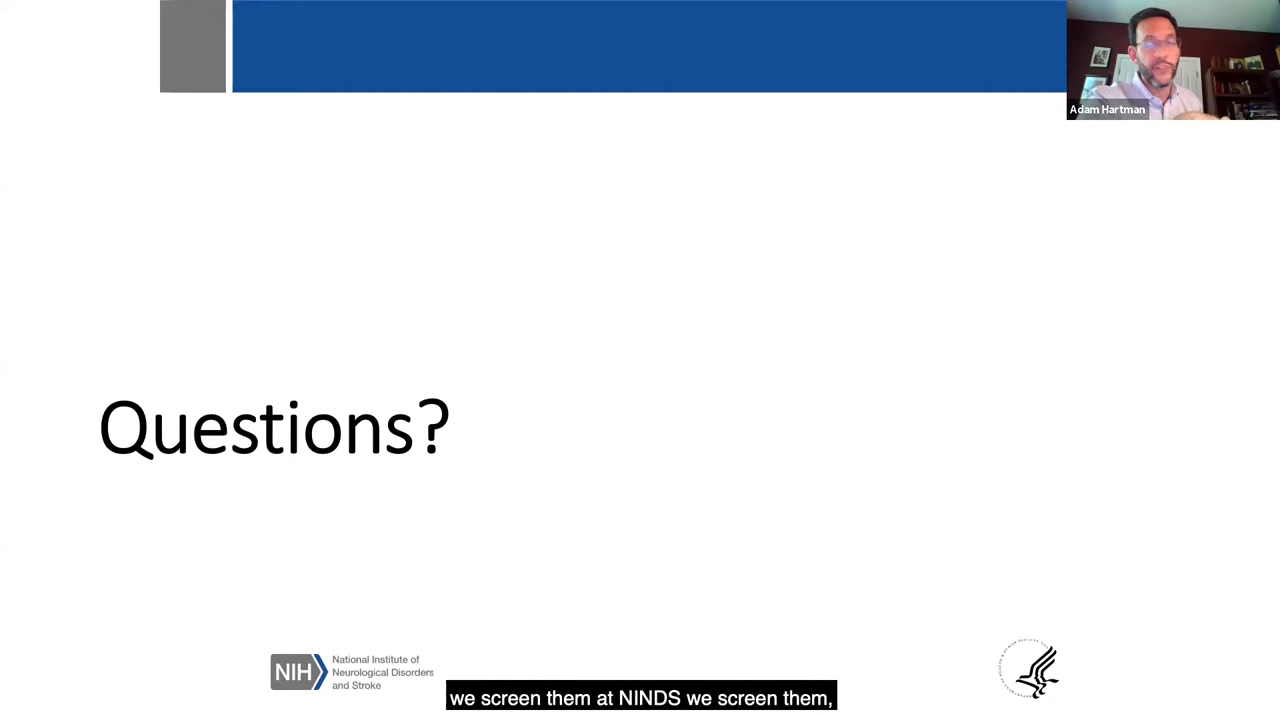 Adam Hartman
Questions?
NIH
National Institute of
Neurological Disorders
and Stroke
we screen them at NINDS we screen them,